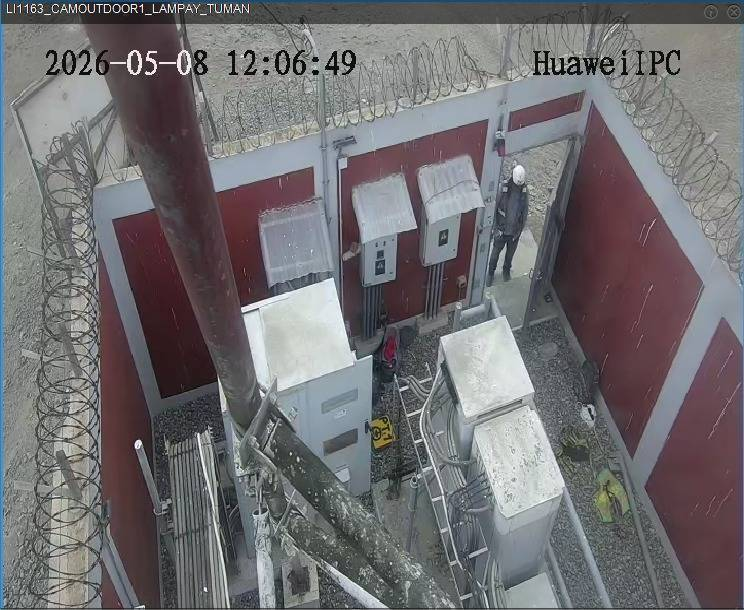 LI1163_CAMOUTDOOR1_LAMPAY_TUMAN
2026-05-08 12:06:49
HuaweiIPC